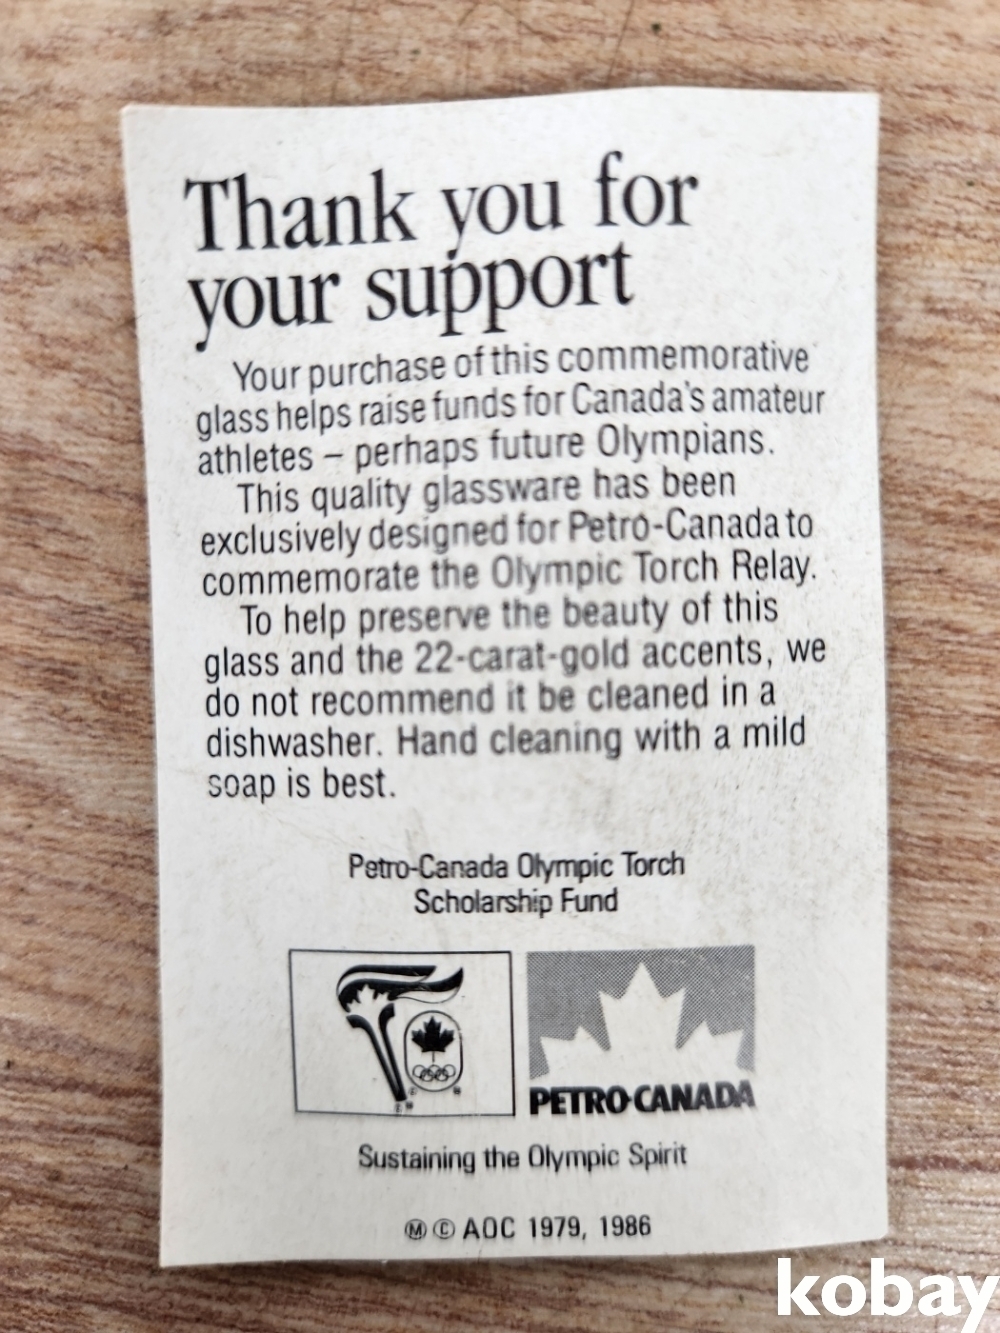 Thank you for
your support
Your purchase of this commemorative
glass helps raise funds for Canada's amateur
athletes – perhaps future Olympians.
This quality glassware has been
exclusively designed for Petro-Canada to
commemorate the Olympic Torch Relay.
To help preserve the beauty of this
glass and the 22-carat-gold accents, we
do not recommend it be cleaned in a
dishwasher. Hand cleaning with a mild
soap is best.
Petro-Canada Olympic Torch
Scholarship Fund
PETRO-CANADA
Sustaining the Olympic Spirit
Ⓜ © AOC 1979, 1986
kobay